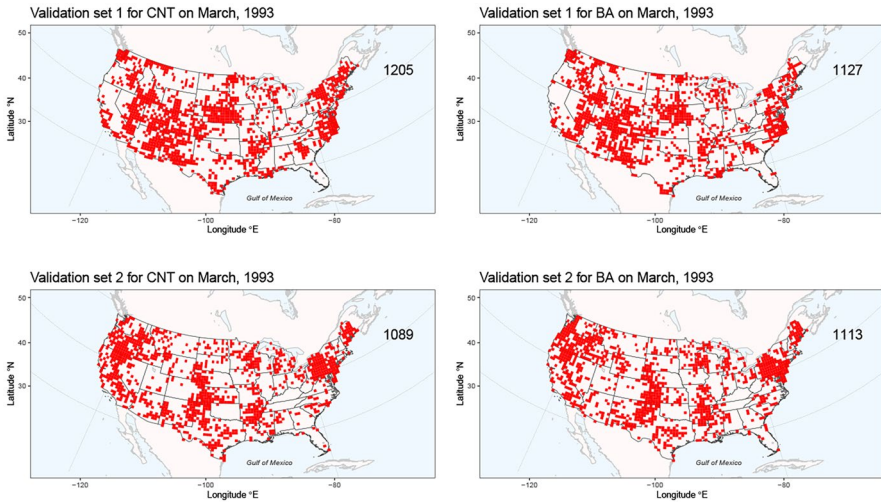 Validation set 1 for CNT on March, 1993
50
40
30
Latitude °N
1205
Gulf of Mexico
−120
−100
−80
Longitude °E
Validation set 1 for BA on March, 1993
50
40
30
Latitude °N
1127
Gulf of Mexico
−120
−100
−80
Longitude °E
Validation set 2 for CNT on March, 1993
50
40
30
Latitude °N
1089
Gulf of Mexico
−120
−100
−80
Longitude °E
Validation set 2 for BA on March, 1993
50
40
30
Latitude °N
1113
Gulf of Mexico
−120
−100
−80
Longitude °E